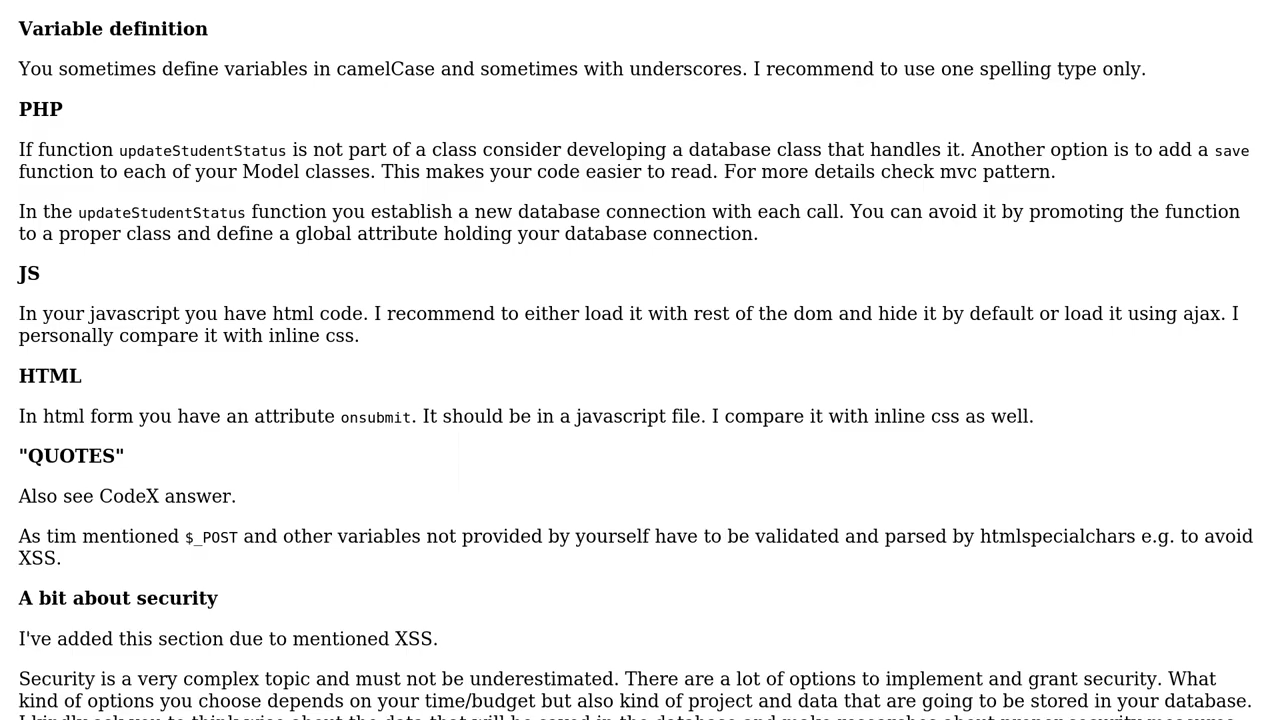 Variable definition
You sometimes define variables in camelCase and sometimes with underscores. I recommend to use one spelling type only.
PHP
If function updateStudentStatus is not part of a class consider developing a database class that handles it. Another option is to add a save
function to each of your Model classes. This makes your code easier to read. For more details check mvc pattern.
In the updateStudentStatus function you establish a new database connection with each call. You can avoid it by promoting the function
to a proper class and define a global attribute holding your database connection.
JS
In your javascript you have html code. I recommend to either load it with rest of the dom and hide it by default or load it using ajax. I
personally compare it with inline css.
HTML
In html form you have an attribute onsubmit. It should be in a javascript file. I compare it with inline css as well.
"QUOTES"
Also see CodeX answer.
As tim mentioned $_POST and other variables not provided by yourself have to be validated and parsed by htmlspecialchars e.g. to avoid
XSS.
A bit about security
I've added this section due to mentioned XSS.
Security is a very complex topic and must not be underestimated. There are a lot of options to implement and grant security. What
kind of options you choose depends on your time/budget but also kind of project and data that are going to be stored in your database.